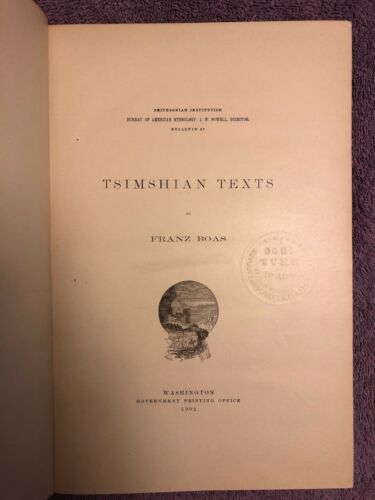 SMITHSONIAN INSTITUTION
BUREAU OF AMERICAN ETHNOLOGY: J. W. POWELL, DIRECTOR
BULLETIN 27
TSIMSHIAN TEXTS
BY
FRANZ BOAS
WASHINGTON
GOVERNMENT PRINTING OFFICE
1902